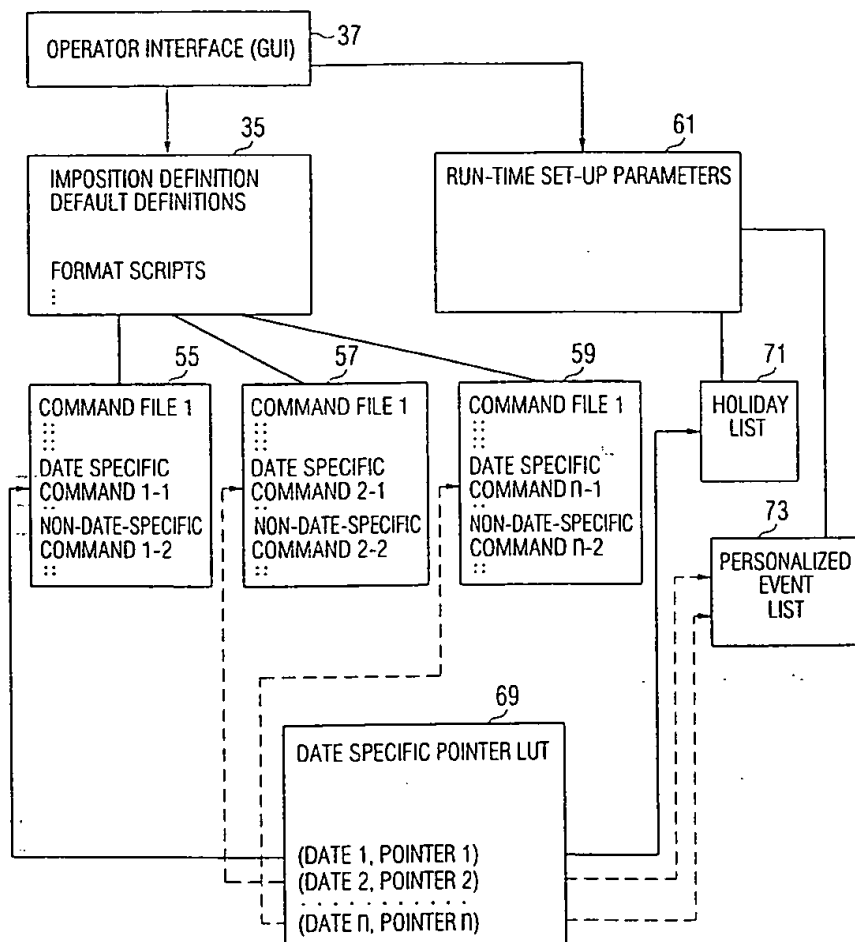 OPERATOR INTERFACE (GUI)
37
35
IMPOSITION DEFINITION
DEFAULT DEFINITIONS
FORMAT SCRIPTS
:
61
RUN-TIME SET-UP PARAMETERS
55
COMMAND FILE 1
::
::
DATE SPECIFIC
COMMAND 1-1
::
NON-DATE-SPECIFIC
COMMAND 1-2
::
57
COMMAND FILE 1
::
::
DATE SPECIFIC
COMMAND 2-1
::
NON-DATE-SPECIFIC
COMMAND 2-2
::
59
COMMAND FILE 1
::
::
DATE SPECIFIC
COMMAND n-1
::
NON-DATE-SPECIFIC
COMMAND n-2
::
71
HOLIDAY
LIST
73
PERSONALIZED
EVENT
LIST
69
DATE SPECIFIC POINTER LUT
(DATE 1, POINTER 1)
(DATE 2, POINTER 2)
. . . . . . . . . . . .
(DATE n, POINTER n)